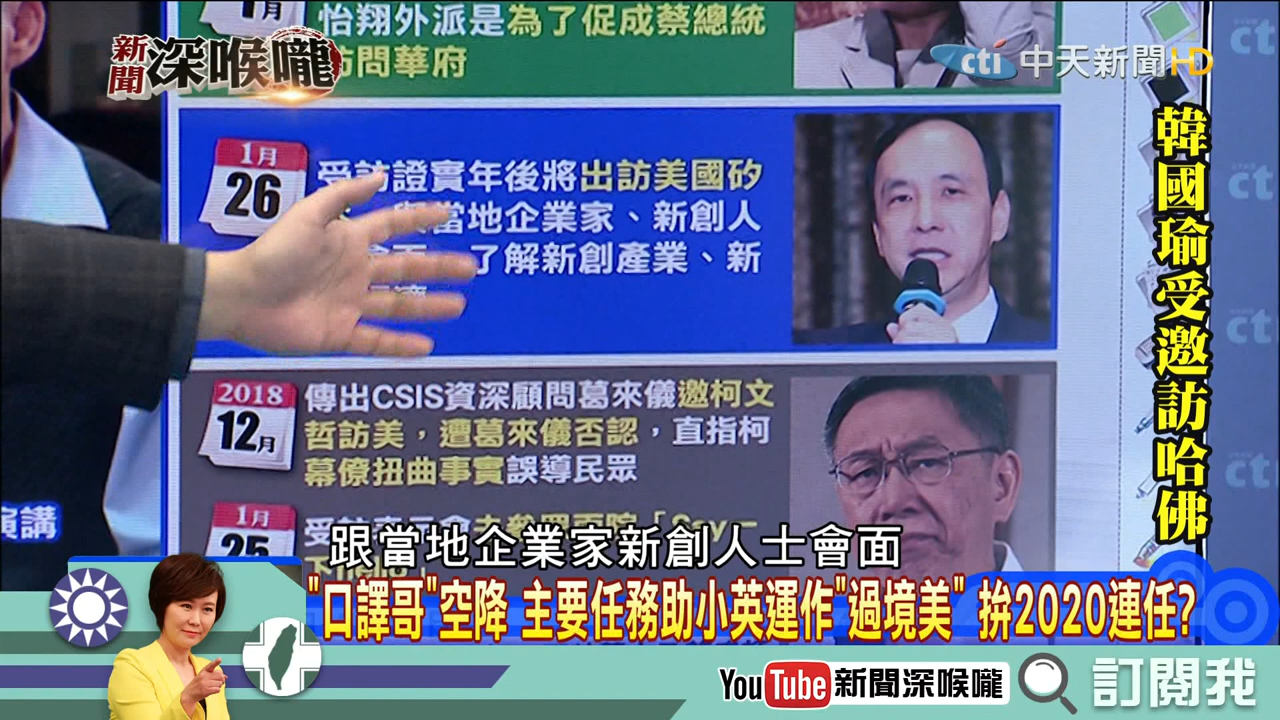 新聞深喉嚨
cti中天新聞HD
韓國瑜受邀訪哈佛
1月
怡翔外派是為了促成蔡總統
訪問華府
1月
26
受訪證實年後將出訪美國矽
當地企業家、新創人
了解新創產業、新
2018
12月
傳出CSIS資深顧問葛來儀邀柯文
哲訪美，遭葛來儀否認，直指柯
幕僚扭曲事實誤導民眾
1月
25
演講
跟當地企業家新創人士會面
"口譯哥"空降 主要任務助小英運作"過境美" 拚2020連任?
YouTube 新聞深喉嚨
訂閱我